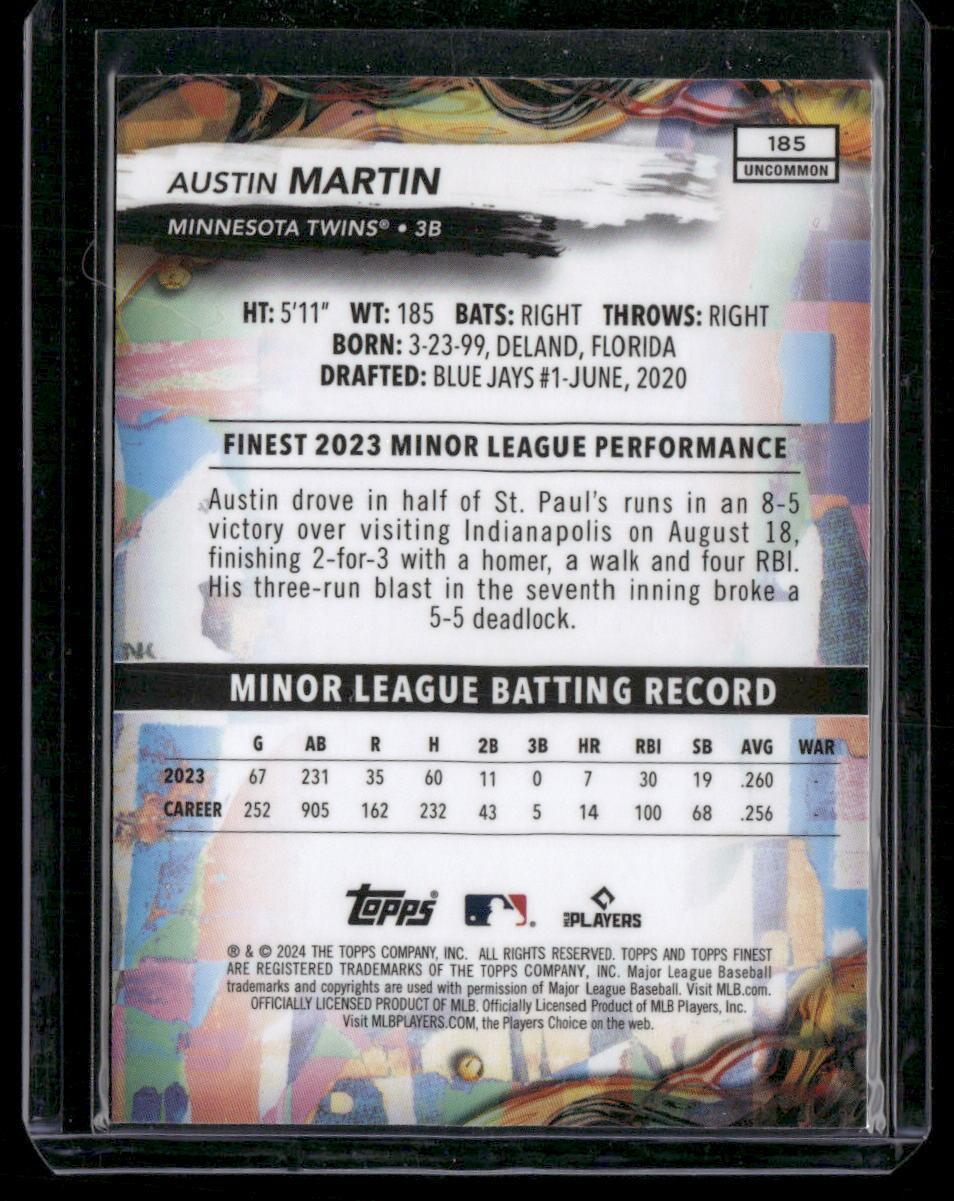 185
UNCOMMON
AUSTIN MARTIN
MINNESOTA TWINS® • 3B
HT: 5'11" WT: 185 BATS: RIGHT THROWS: RIGHT
BORN: 3-23-99, DELAND, FLORIDA
DRAFTED: BLUE JAYS #1-JUNE, 2020
FINEST 2023 MINOR LEAGUE PERFORMANCE
Austin drove in half of St. Paul's runs in an 8-5
victory over visiting Indianapolis on August 18,
finishing 2-for-3 with a homer, a walk and four RBI.
His three-run blast in the seventh inning broke a
5-5 deadlock.
MINOR LEAGUE BATTING RECORD
G AB R H 2B 3B HR RBI SB AVG WAR
2023 67 231 35 60 11 0 7 30 19 .260 -
CAREER 252 905 162 232 43 5 14 100 68 .256 -
Topps® MLB PLAYERS
® & © 2024 THE TOPPS COMPANY, INC. ALL RIGHTS RESERVED. TOPPS AND TOPPS FINEST
ARE REGISTERED TRADEMARKS OF THE TOPPS COMPANY, INC. Major League Baseball
trademarks and copyrights are used with permission of Major League Baseball. Visit MLB.com.
OFFICIALLY LICENSED PRODUCT OF MLB. Officially Licensed Product of MLB Players, Inc.
Visit MLBPLAYERS.COM, the Players Choice on the web.